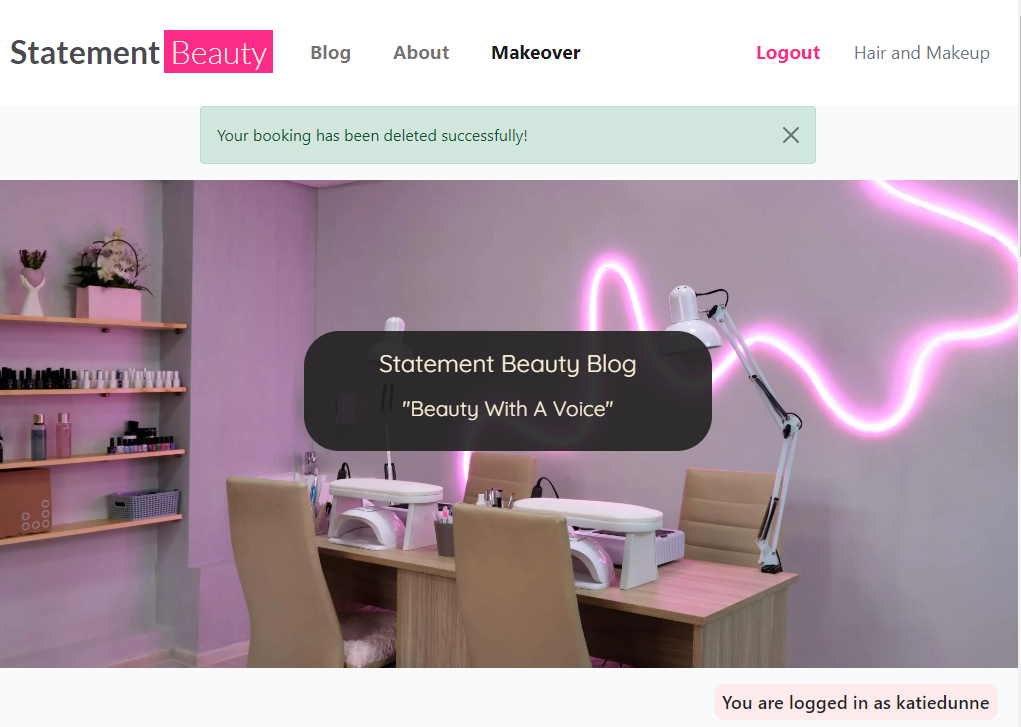 Statement Beauty Blog About Makeover Logout Hair and Makeup
Your booking has been deleted successfully!
Statement Beauty Blog
"Beauty With A Voice"
You are logged in as katiedunne